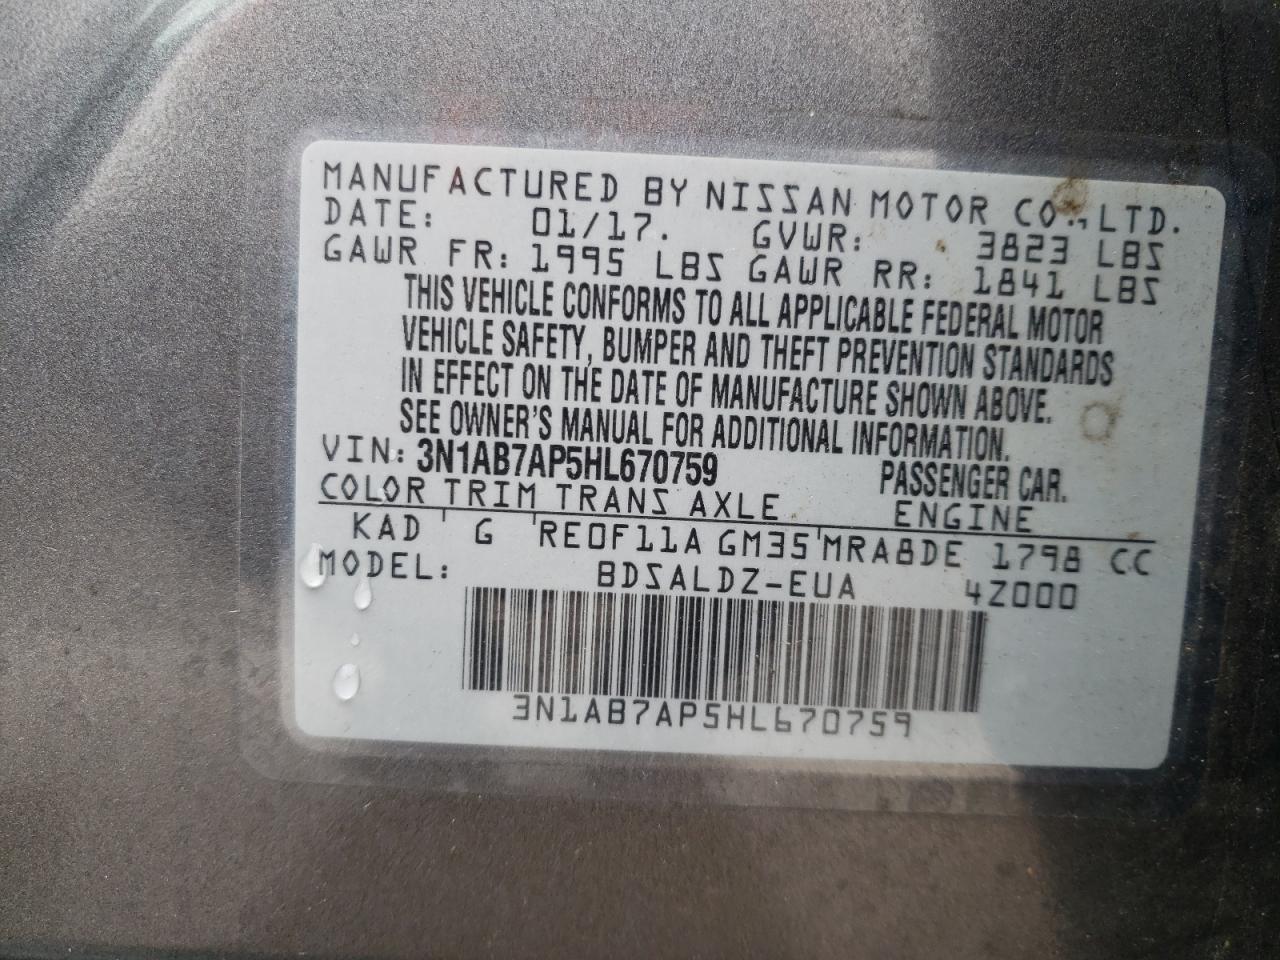 MANUFACTURED BY NISSAN MOTOR CO., LTD.
DATE: 01/17. GVWR: 3823 LBS
GAWR FR: 1995 LBS GAWR RR: 1841 LBS
THIS VEHICLE CONFORMS TO ALL APPLICABLE FEDERAL MOTOR
VEHICLE SAFETY, BUMPER AND THEFT PREVENTION STANDARDS
IN EFFECT ON THE DATE OF MANUFACTURE SHOWN ABOVE.
SEE OWNER'S MANUAL FOR ADDITIONAL INFORMATION.
VIN: 3N1AB7AP5HL670759 PASSENGER CAR.
COLOR TRIM TRANS AXLE ENGINE
KAD G RE0F11A GM35 MRA8DE 1798 CC
MODEL: BDSALDZ-EUA 4Z000
3N1AB7AP5HL670759